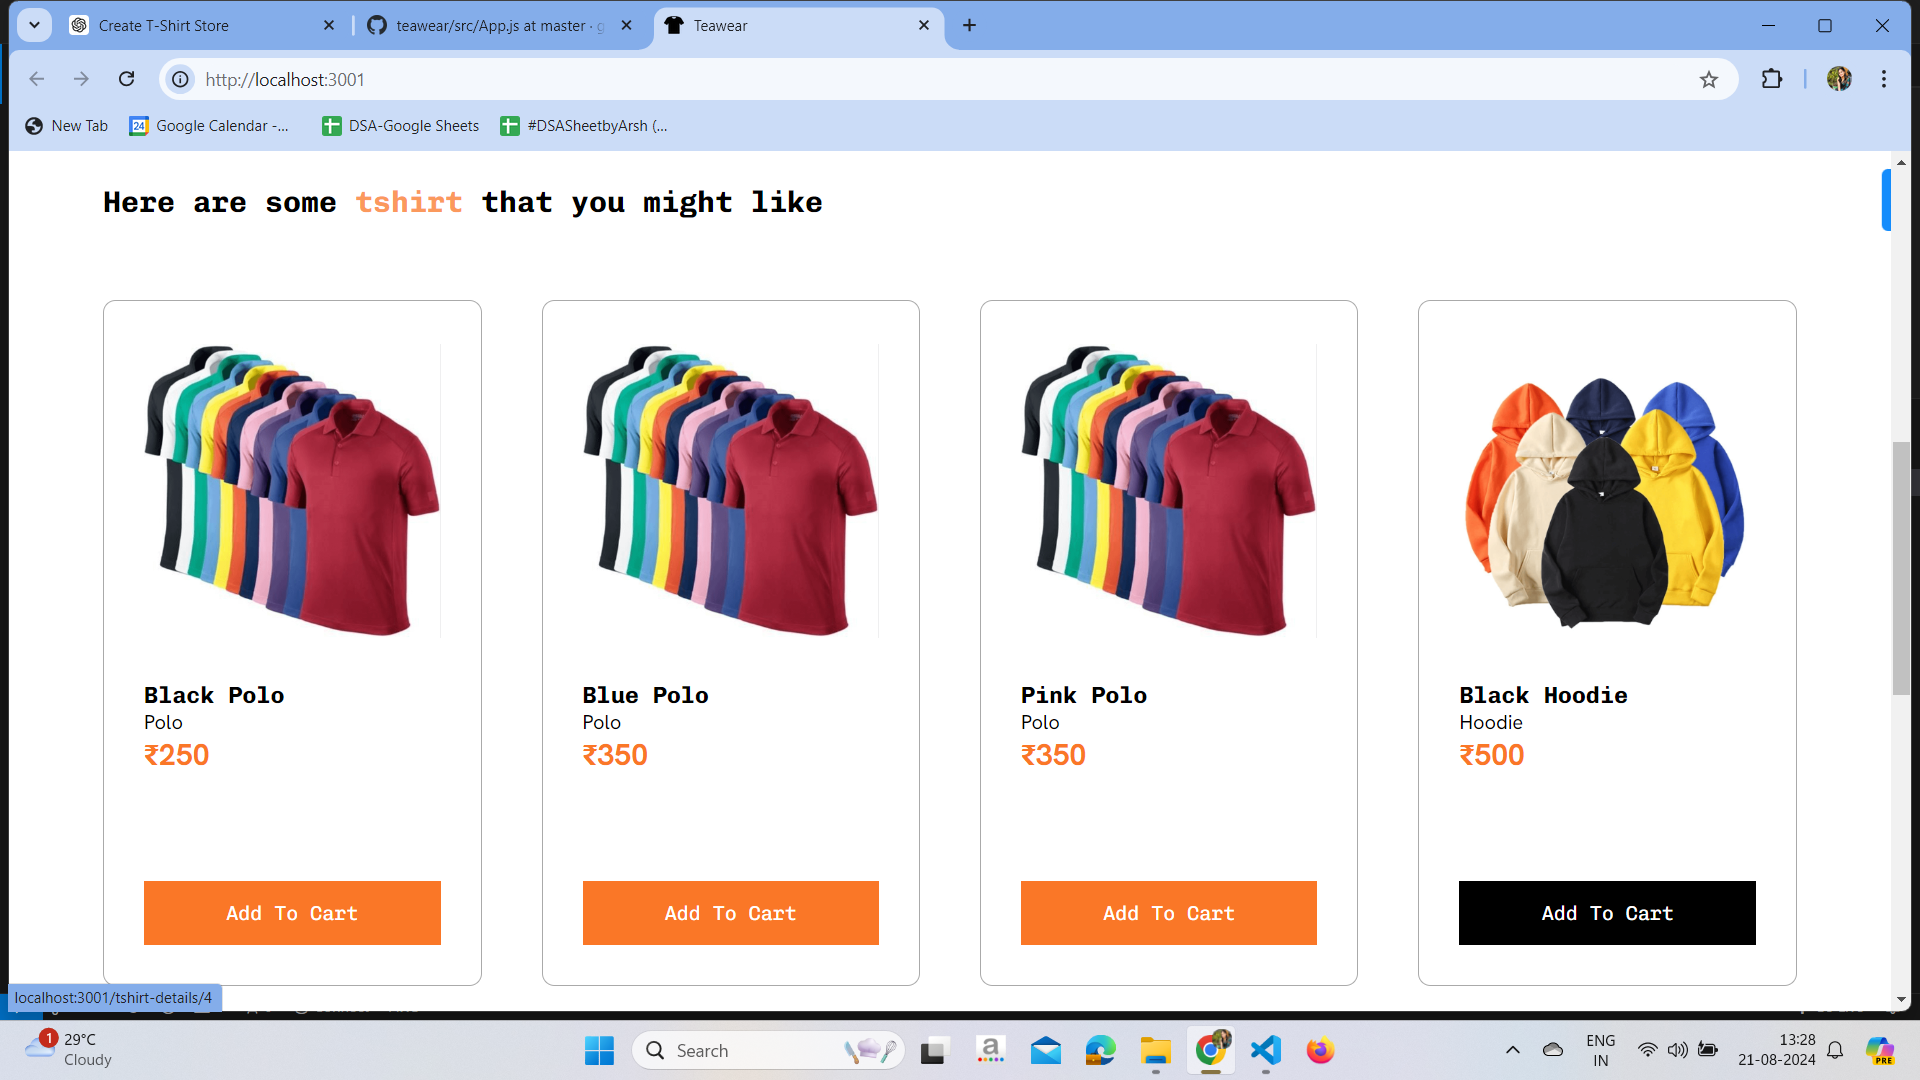 Create T-Shirt Store
teawear/src/App.js at master · g
Teawear
http://localhost:3001
New Tab
24
Google Calendar -...
DSA-Google Sheets
#DSASheetbyArsh (...
Here are some tshirt that you might like
Black Polo
Polo
₹250
Add To Cart
Blue Polo
Polo
₹350
Add To Cart
Pink Polo
Polo
₹350
Add To Cart
Black Hoodie
Hoodie
₹500
Add To Cart
localhost:3001/tshirt-details/4
1
29°C
Cloudy
Search
a
PRE
ENG
IN
13:28
21-08-2024